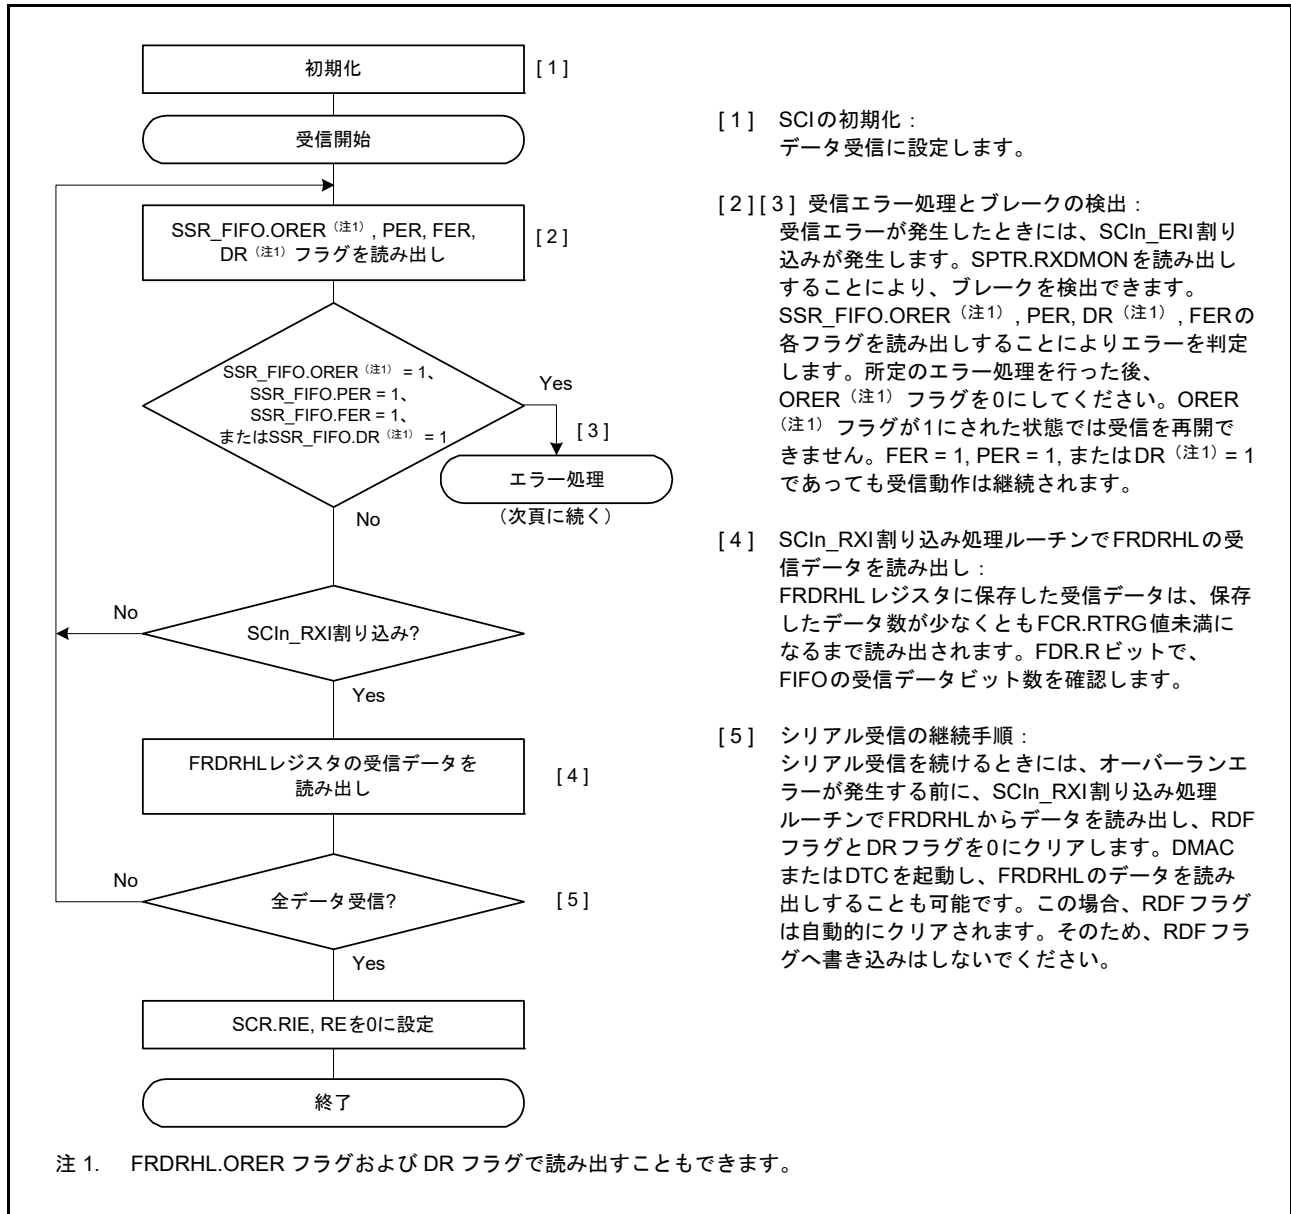 初期化
[ 1 ]
受信開始
SSR_FIFO.ORER（注1）, PER, FER,
DR（注1）フラグを読み出し
[ 2 ]
SSR_FIFO.ORER（注1） = 1、
SSR_FIFO.PER = 1、
SSR_FIFO.FER = 1、
またはSSR_FIFO.DR（注1） = 1
Yes
[ 3 ]
エラー処理
（次頁に続く）
No
SCIn_RXI割り込み?
No
Yes
FRDRHLレジスタの受信データを
読み出し
[ 4 ]
全データ受信?
[ 5 ]
No
Yes
SCR.RIE, REを0に設定
終了
[ 1 ] SCIの初期化：
データ受信に設定します。
[ 2 ][ 3 ] 受信エラー処理とブレークの検出：
受信エラーが発生したときには、SCIn_ERI割り
込みが発生します。SPTR.RXDMONを読み出し
することにより、ブレークを検出できます。
SSR_FIFO.ORER（注1）, PER, DR（注1）, FERの
各フラグを読み出しすることによりエラーを判定
します。所定のエラー処理を行った後、
ORER（注1）フラグを0にしてください。ORER
（注1）フラグが1にされた状態では受信を再開で
きません。FER = 1, PER = 1, またはDR（注1）= 1
であっても受信動作は継続されます。
[ 4 ] SCIn_RXI割り込み処理ルーチンでFRDRHLの受
信データを読み出し：
FRDRHLレジスタに保存した受信データは、保存
したデータ数が少なくともFCR.RTRG値未満に
なるまで読み出されます。FDR.Rビットで、
FIFOの受信データビット数を確認します。
[ 5 ] シリアル受信の継続手順：
シリアル受信を続けるときには、オーバーランエ
ラーが発生する前に、SCIn_RXI割り込み処理
ルーチンでFRDRHLからデータを読み出し、RDF
フラグとDRフラグを0にクリアします。DMAC
またはDTCを起動し、FRDRHLのデータを読み
出しすることも可能です。この場合、RDFフラグ
は自動的にクリアされます。そのため、RDFフラ
グへ書き込みはしないでください。
注 1. FRDRHL.ORER フラグおよび DR フラグで読み出すこともできます。